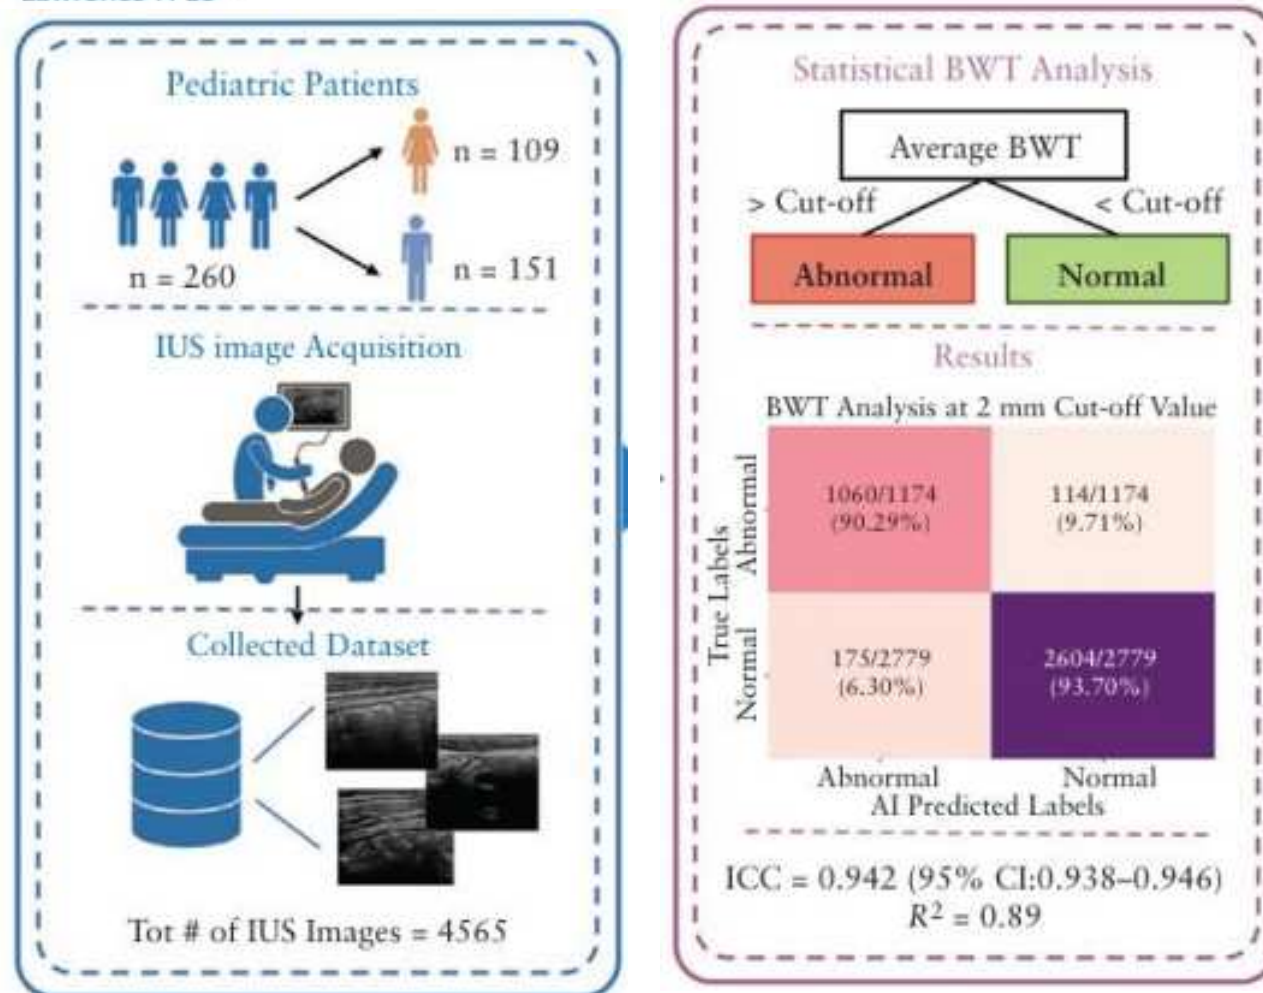 Pediatric Patients
n = 109
n = 260
n = 151
IUS image Acquisition
Collected Dataset
Tot # of IUS Images = 4565
Statistical BWT Analysis
Average BWT
> Cut-off
< Cut-off
Abnormal
Normal
Results
BWT Analysis at 2 mm Cut-off Value
True Labels
Abnormal
1060/1174
(90.29%)
114/1174
(9.71%)
Normal
175/2779
(6.30%)
2604/2779
(93.70%)
Abnormal
Normal
AI Predicted Labels
ICC = 0.942 (95% CI:0.938–0.946)
R² = 0.89